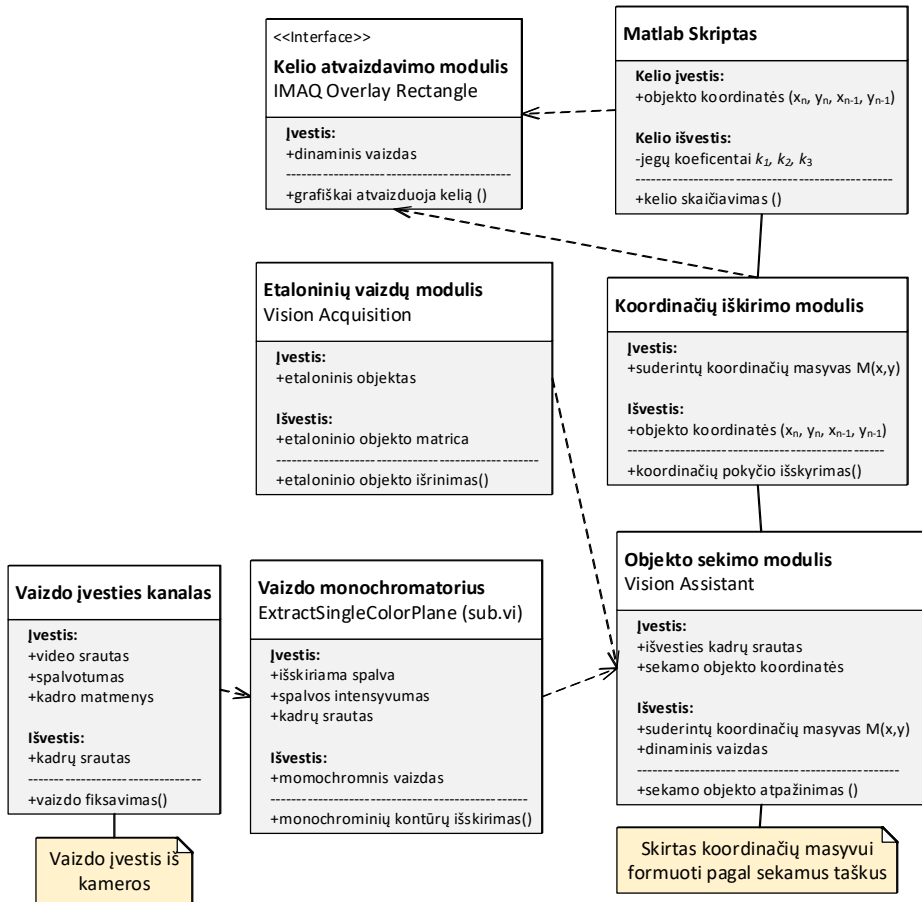 <<Interface>>
Kelio atvaizdavimo modulis
IMAQ Overlay Rectangle
Įvestis:
+dinaminis vaizdas
-------------------------------------------
+grafiškai atvaizduoja kelią ()
Matlab Skriptas
Kelio įvestis:
+objekto koordinatės (xn, yn, xn-1, yn-1)
Kelio išvestis:
-jegų koeficentai k1, k2, k3
-------------------------------------------
+kelio skaičiavimas ()
Etaloninių vaizdų modulis
Vision Acquisition
Įvestis:
+etaloninis objektas
Išvestis:
+etaloninio objekto matrica
-------------------------------------------
+etaloninio objekto išrinimas()
Koordinačių iškirimo modulis
Įvestis:
+suderintų koordinačių masyvas M(x,y)
Išvestis:
+objekto koordinatės (xn, yn, xn-1, yn-1)
-------------------------------------------
+koordinačių pokyčio išskyrimas()
Vaizdo įvesties kanalas
Įvestis:
+video srautas
+spalvotumas
+kadro matmenys
Išvestis:
+kadrų srautas
-------------------------------
+vaizdo fiksavimas()
Vaizdo įvestis iš
kameros
Vaizdo monochromatorius
ExtractSingleColorPlane (sub.vi)
Įvestis:
+išskiriama spalva
+spalvos intensyvumas
+kadrų srautas
Išvestis:
+momochromnis vaizdas
-------------------------------------------
+monochrominių kontūrų išskirimas()
Objekto sekimo modulis
Vision Assistant
Įvestis:
+išvesties kadrų srautas
+sekamo objekto koordinatės
Išvestis:
+suderintų koordinačių masyvas M(x,y)
+dinaminis vaizdas
-------------------------------------------
+sekamo objekto atpažinimas ()
Skirtas koordinačių masyvui
formuoti pagal sekamus taškus